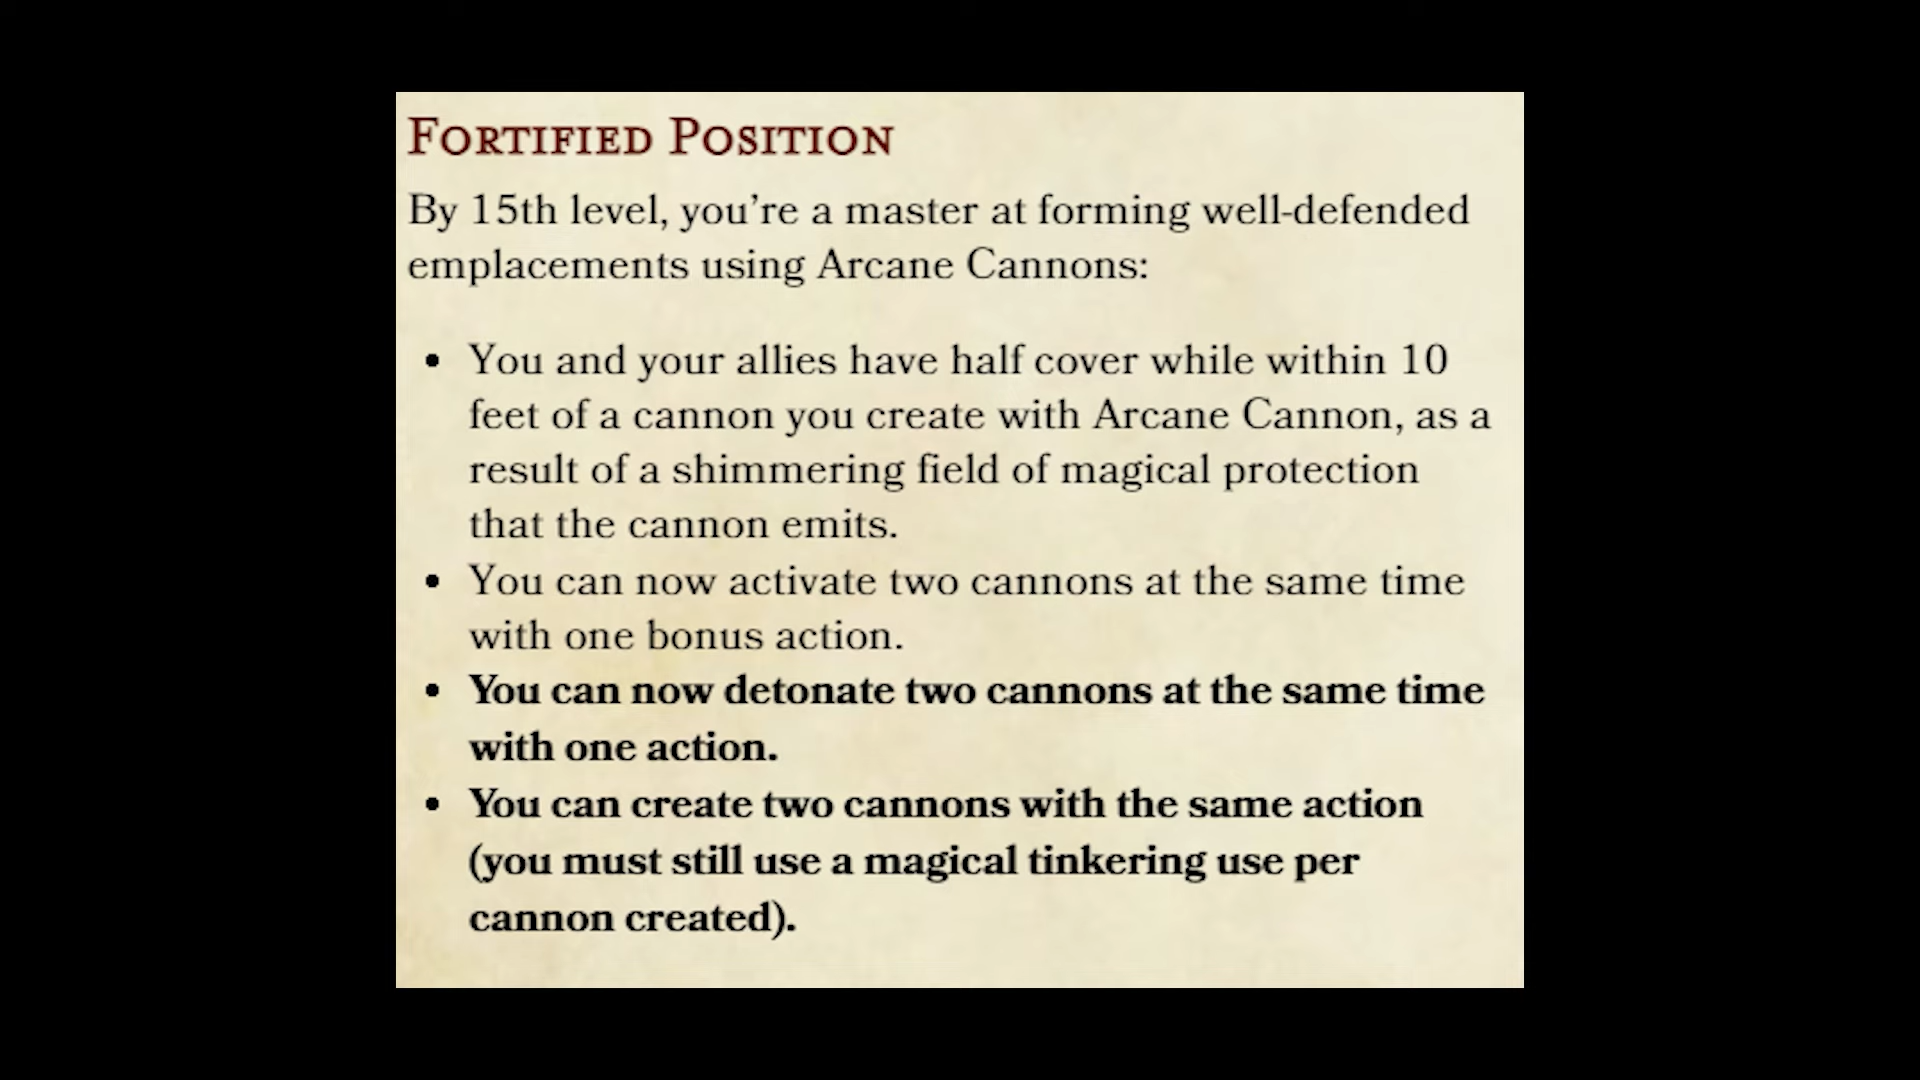 Fortified Position
By 15th level, you're a master at forming well-defended
emplacements using Arcane Cannons:
• You and your allies have half cover while within 10
feet of a cannon you create with Arcane Cannon, as a
result of a shimmering field of magical protection
that the cannon emits.
• You can now activate two cannons at the same time
with one bonus action.
• You can now detonate two cannons at the same time
with one action.
• You can create two cannons with the same action
(you must still use a magical tinkering use per
cannon created).